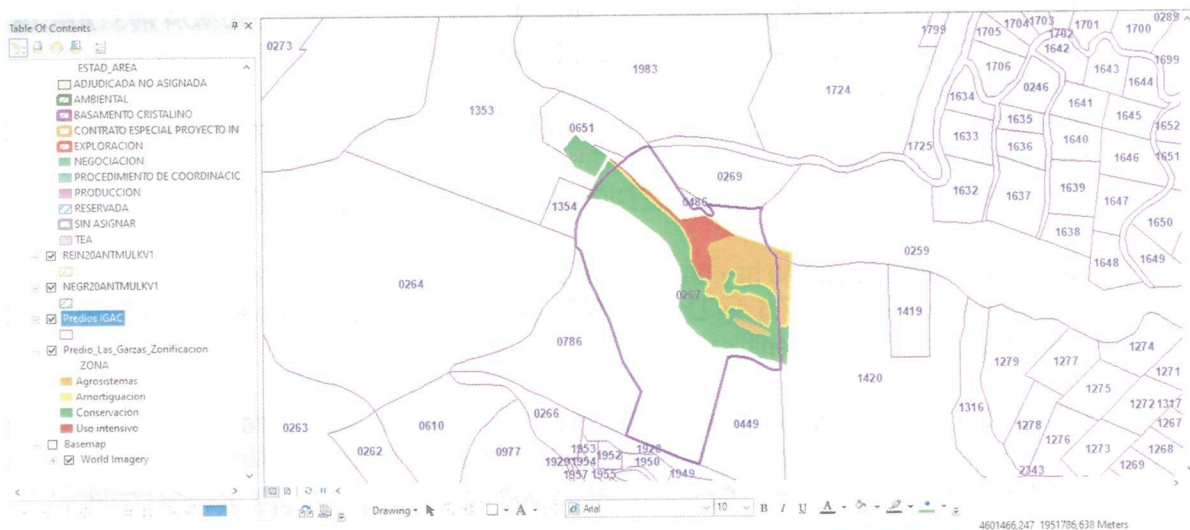 Table Of Contents
ESTAD_AREA
ADJUDICADA NO ASIGNADA
AMBIENTAL
BASAMENTO CRISTALINO
CONTRATO ESPECIAL PROYECTO IN
EXPLORACION
NEGOCIACION
PROCEDIMIENTO DE COORDINACIC
PRODUCCION
RESERVADA
SIN ASIGNAR
TEA
REIN20ANTMULKV1
NEGR20ANTMULKV1
Predios IGAC
Predio_Las_Garzas_Zonificacion
ZONA
Agrosistemas
Amortiguacion
Conservación
Uso intensivo
Basemap
World Imagery
0273
1983
1353
0651
1724
1799
1705
1704
1703
1702
1701
1700
0289
1642
1699
1706
1643
1644
1634
0246
1641
1645
1635
1633
1640
1652
1636
1725
1646
1651
0269
1632
1637
1639
1647
1354
0486
1650
1638
0259
1648
1649
0264
0267
1419
0786
1420
1279
1277
1274
1271
1275
1316
1272
1317
1267
0266
0449
1278
1276
1273
1268
1269
0263
0262
0610
0977
1953
1928
1952
1929
1954
1950
1957
1955
1949
2343
Drawing
A
Arial
10
B I U A
4601466,247 1951786,638 Meters